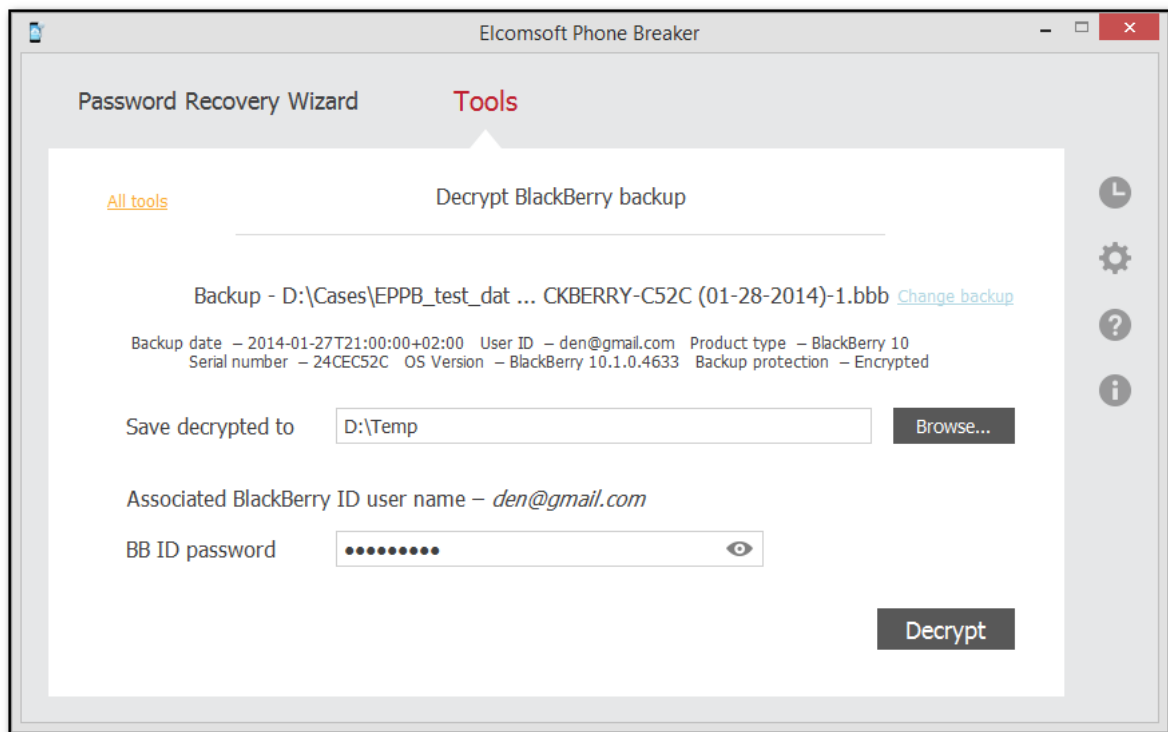 Elcomsoft Phone Breaker
Password Recovery Wizard Tools
All tools Decrypt BlackBerry backup
Backup - D:\Cases\EPPB_test_dat ... CKBERRY-C52C (01-28-2014)-1.bbb Change backup
Backup date – 2014-01-27T21:00:00+02:00 User ID – den@gmail.com Product type – BlackBerry 10
Serial number – 24CEC52C OS Version – BlackBerry 10.1.0.4633 Backup protection – Encrypted
Save decrypted to D:\Temp Browse...
Associated BlackBerry ID user name – den@gmail.com
BB ID password •••••••••
Decrypt